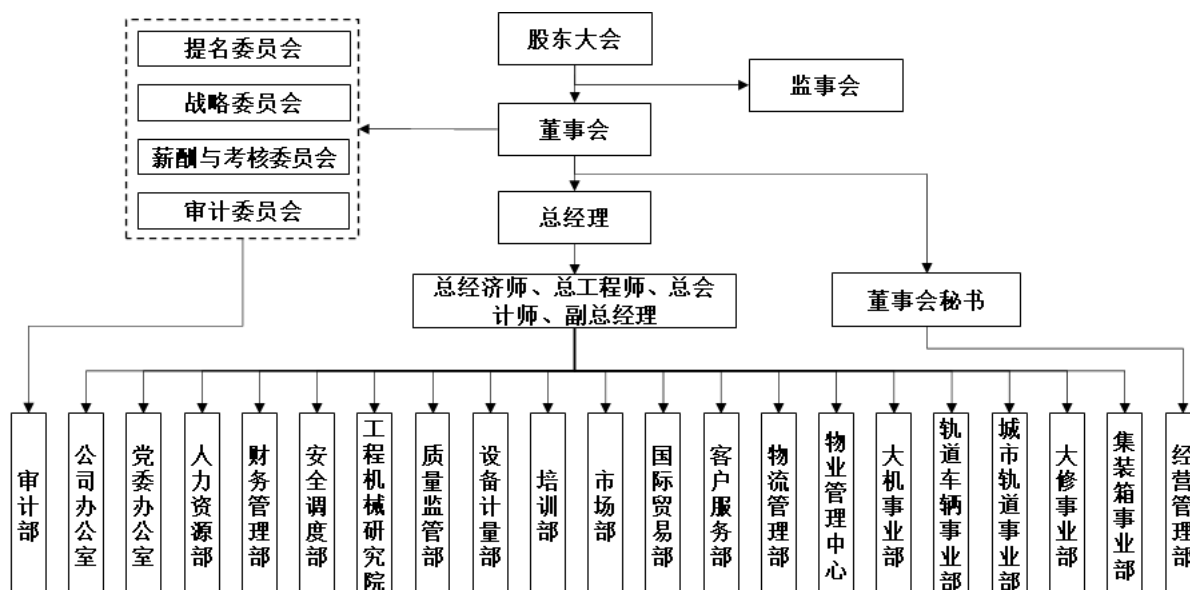 提名委员会
战略委员会
薪酬与考核委员会
审计委员会
股东大会
监事会
董事会
总经理
总经济师、总工程师、总会
计师、副总经理
董事会秘书
审计部
公司办公室
党委办公室
人力资源部
财务管理部
安全调度部
工程机械研究院
质量监管部
设备计量部
培训部
市场部
国际贸易部
客户服务部
物流管理部
物业管理中心
大机事业部
轨道车辆事业部
城市轨道事业部
大修事业部
集装箱事业部
经营管理部